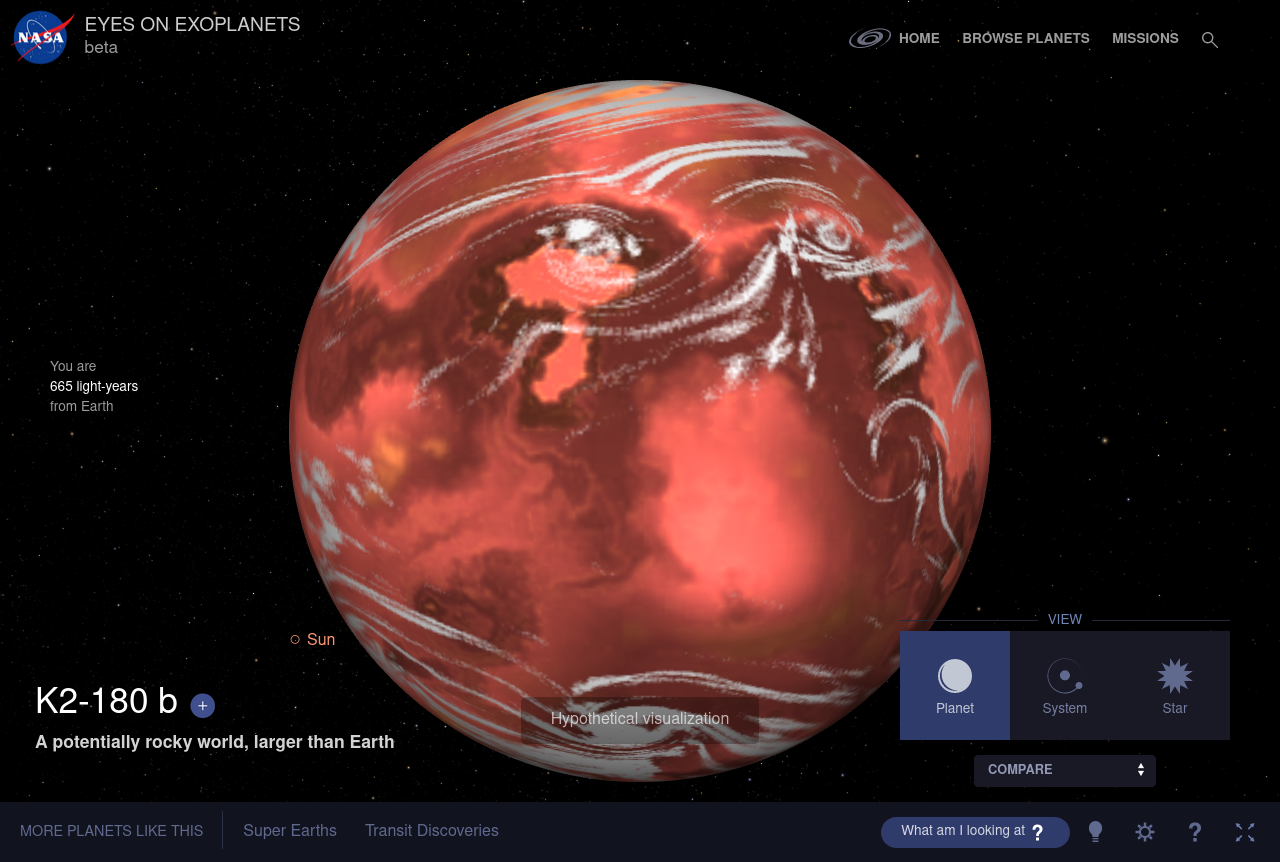 NASA
EYES ON EXOPLANETS
beta
HOME
BROWSE PLANETS
MISSIONS
You are
665 light-years
from Earth
Sun
K2-180 b +
A potentially rocky world, larger than Earth
Hypothetical visualization
VIEW
Planet
System
Star
COMPARE
MORE PLANETS LIKE THIS
Super Earths
Transit Discoveries
What am I looking at ?
?